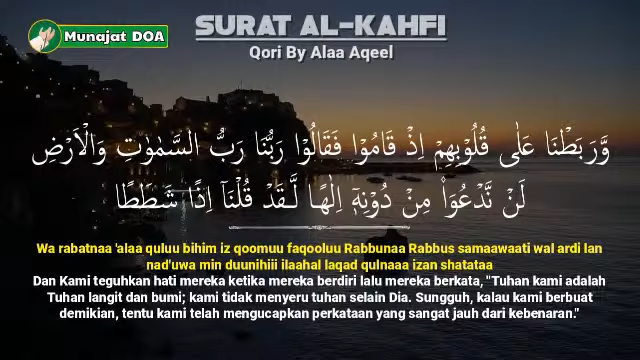 Munajat DOA
SURAT AL-KAHFI
Qori By Alaa Aqeel
وَّرَبَطْنَا عَلٰى قُلُوْبِهِمْ اِذْ قَامُوْا فَقَالُوْا رَبُّنَا رَبُّ السَّمٰوٰتِ وَالْاَرْضِ
لَنْ نَّدْعُوَا۟ مِنْ دُوْنِهٖٓ اِلٰهًا لَّقَدْ قُلْنَآ اِذًا شَطَطًا
Wa rabatnaa 'alaa quluu bihim iz qoomuu faqooluu Rabbunaa Rabbus samaawaati wal ardi lan
nad'uwa min duunihiii ilaahal laqad qulnaaa izan shatataa
Dan Kami teguhkan hati mereka ketika mereka berdiri lalu mereka berkata, "Tuhan kami adalah
Tuhan langit dan bumi; kami tidak menyeru tuhan selain Dia. Sungguh, kalau kami berbuat
demikian, tentu kami telah mengucapkan perkataan yang sangat jauh dari kebenaran."